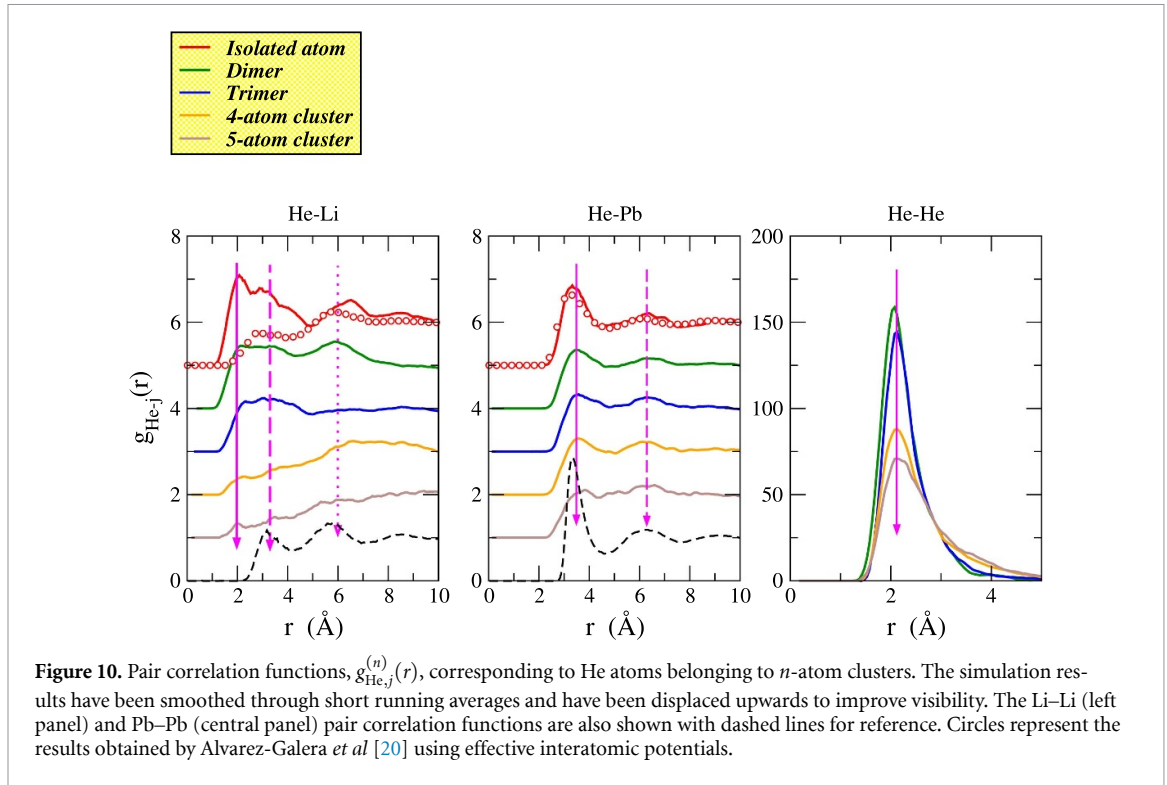 Isolated atom
Dimer
Trimer
4-atom cluster
5-atom cluster
He-Li
He-Pb
He-He
8
6
4
2
0
g_He-j(r)
0 2 4 6 8 10
r (Å)
8
6
4
2
0
0 2 4 6 8 10
r (Å)
200
150
100
50
0
0 2 4
r (Å)
Figure 10. Pair correlation functions, g_{He,j}^{(n)}(r), corresponding to He atoms belonging to n-atom clusters. The simulation res-
ults have been smoothed through short running averages and have been displaced upwards to improve visibility. The Li–Li (left
panel) and Pb–Pb (central panel) pair correlation functions are also shown with dashed lines for reference. Circles represent the
results obtained by Alvarez-Galera et al [20] using effective interatomic potentials.